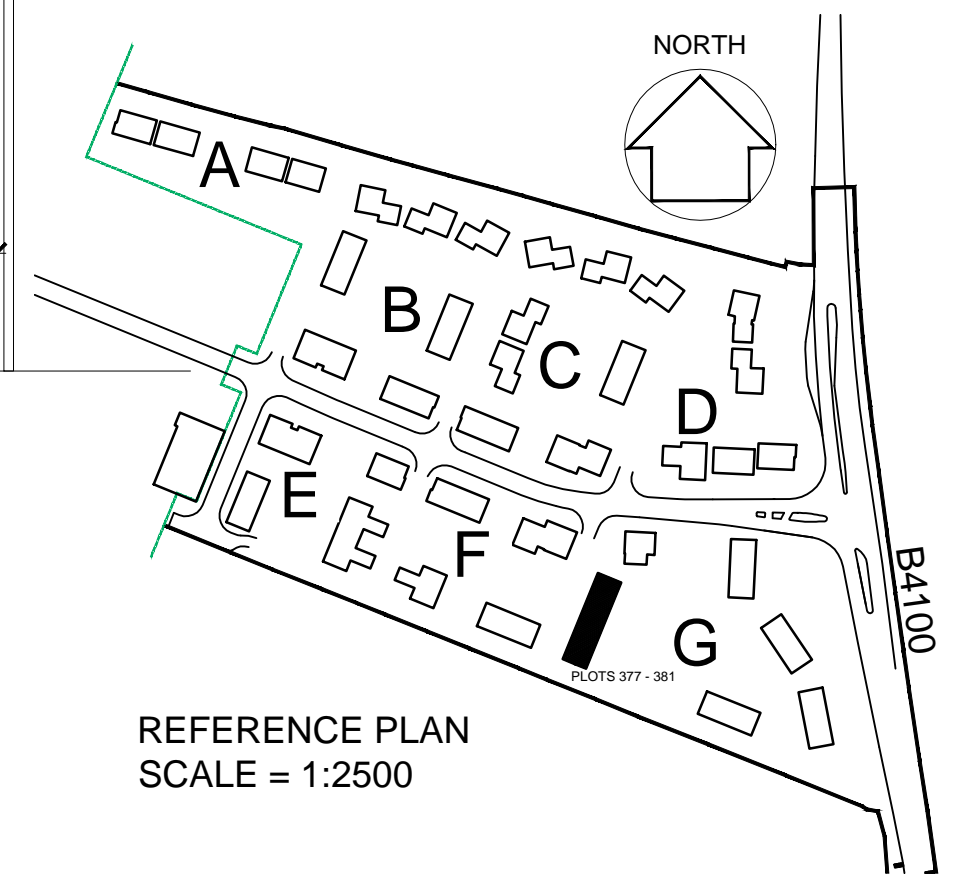 NORTH
A
B
C
D
E
F
G
B4100
PLOTS 377 - 381
REFERENCE PLAN
SCALE = 1:2500